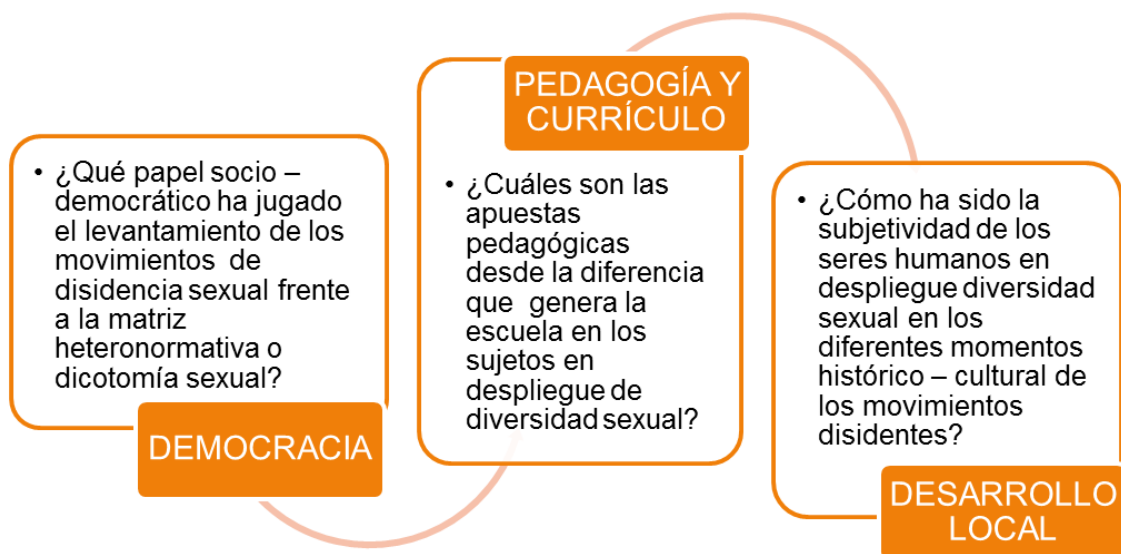 • ¿Qué papel socio –
democrático ha jugado
el levantamiento de los
movimientos de
disidencia sexual frente
a la matriz
heteronormativa o
dicotomía sexual?
DEMOCRACIA
PEDAGOGÍA Y
CURRÍCULO
• ¿Cuáles son las
apuestas
pedagógicas
desde la diferencia
que genera la
escuela en los
sujetos en
despliegue de
diversidad sexual?
• ¿Cómo ha sido la
subjetividad de los
seres humanos en
despliegue diversidad
sexual en los
diferentes momentos
histórico – cultural de
los movimientos
disidentes?
DESARROLLO
LOCAL